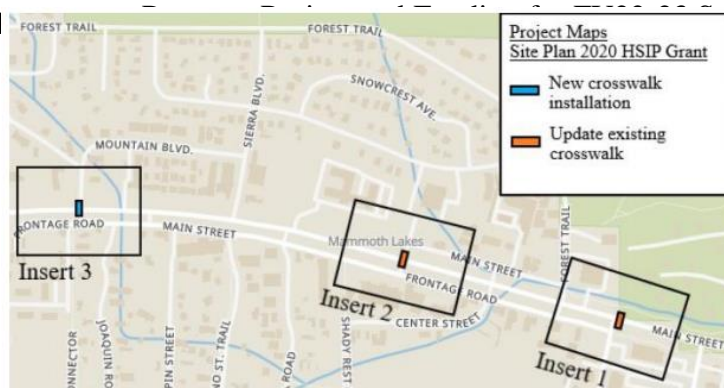 FOREST TRAIL
FOREST TRAIL
Project Maps
Site Plan 2020 HSIP Grant
New crosswalk
installation
Update existing
crosswalk
SNOWCREST AVE.
SIERRA BLVD.
MOUNTAIN BLVD.
FRONTAGE ROAD
MAIN STREET
Mammoth Lakes
MAIN STREET
FOREST TRAIL
Insert 3
FRONTAGE ROAD
Insert 2
CENTER STREET
MAIN STREET
Insert 1
JOAQUIN
SHADY REST
ROAD